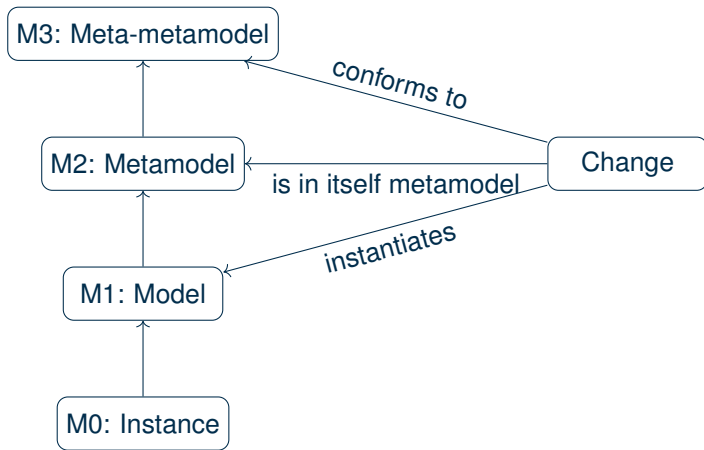 M3: Meta-metamodel
conforms to
M2: Metamodel
Change
is in itself metamodel
instantiates
M1: Model
M0: Instance